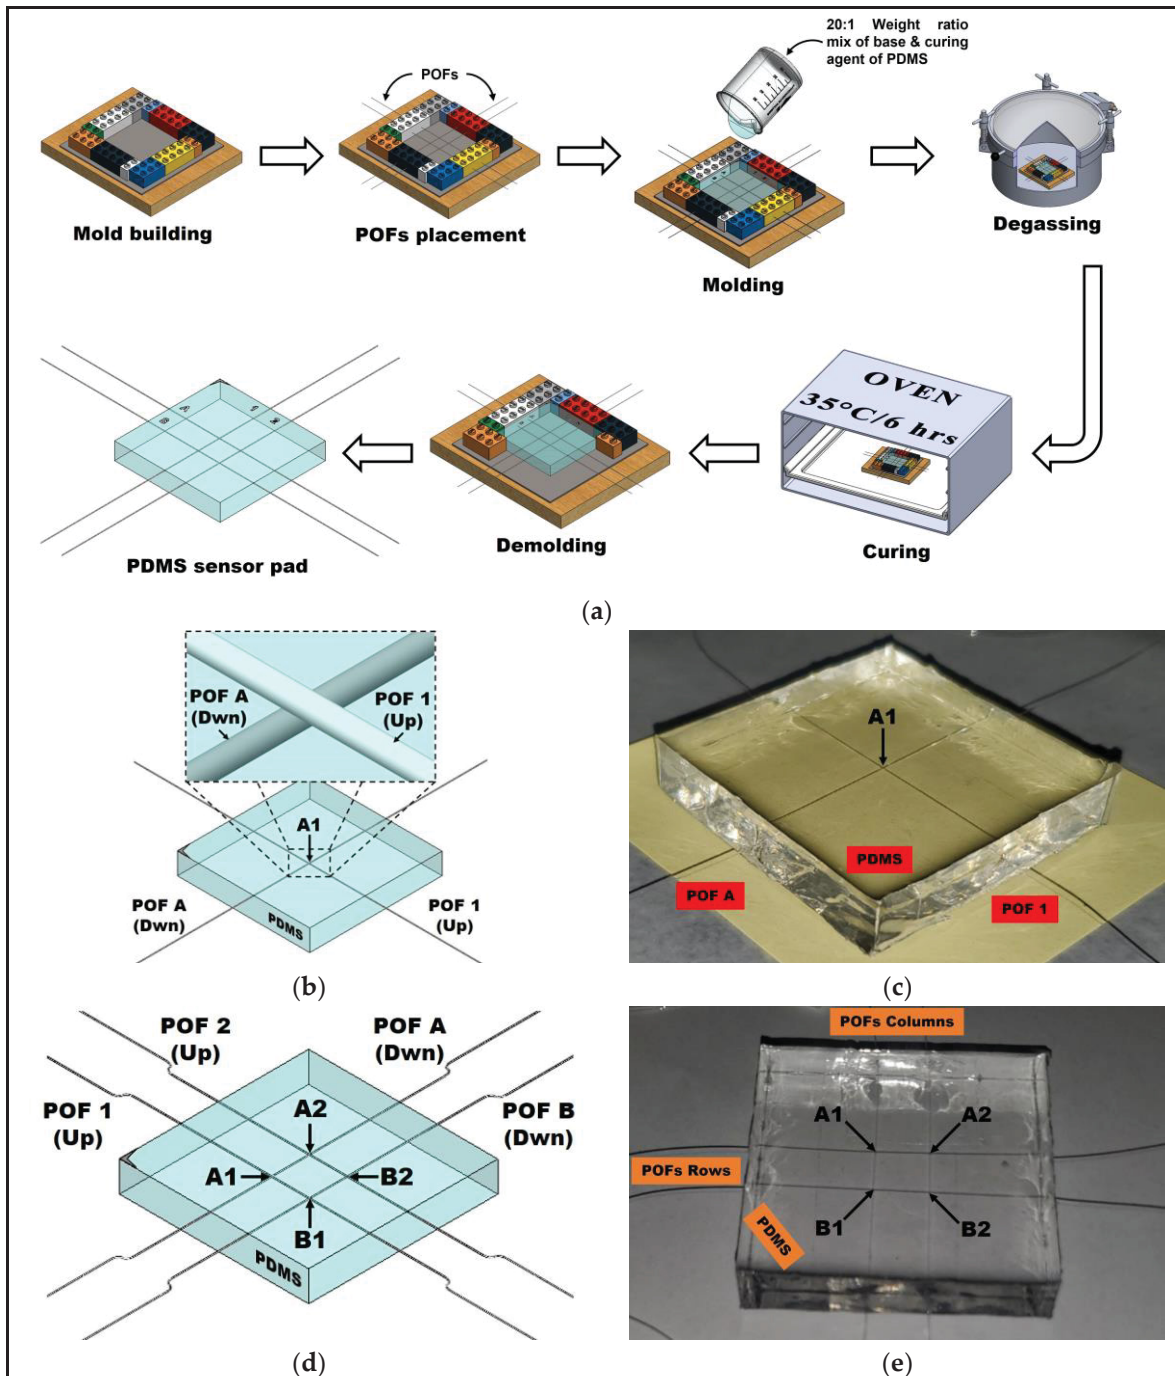 20:1 Weight ratio
mix of base & curing
agent of PDMS
POFs
Mold building
POFs placement
Molding
Degassing
OVEN
35°C/6 hrs
PDMS sensor pad
Demolding
Curing
(a)
POF A
(Dwn)
POF 1
(Up)
A1
POF A
(Dwn)
PDMS
POF 1
(Up)
(b)
A1
PDMS
POF A
POF 1
(c)
POF 2
(Up)
POF A
(Dwn)
POF 1
(Up)
POF B
(Dwn)
A2
A1
B2
B1
PDMS
(d)
POFs Columns
A1
A2
POFs Rows
B1
B2
PDMS
(e)